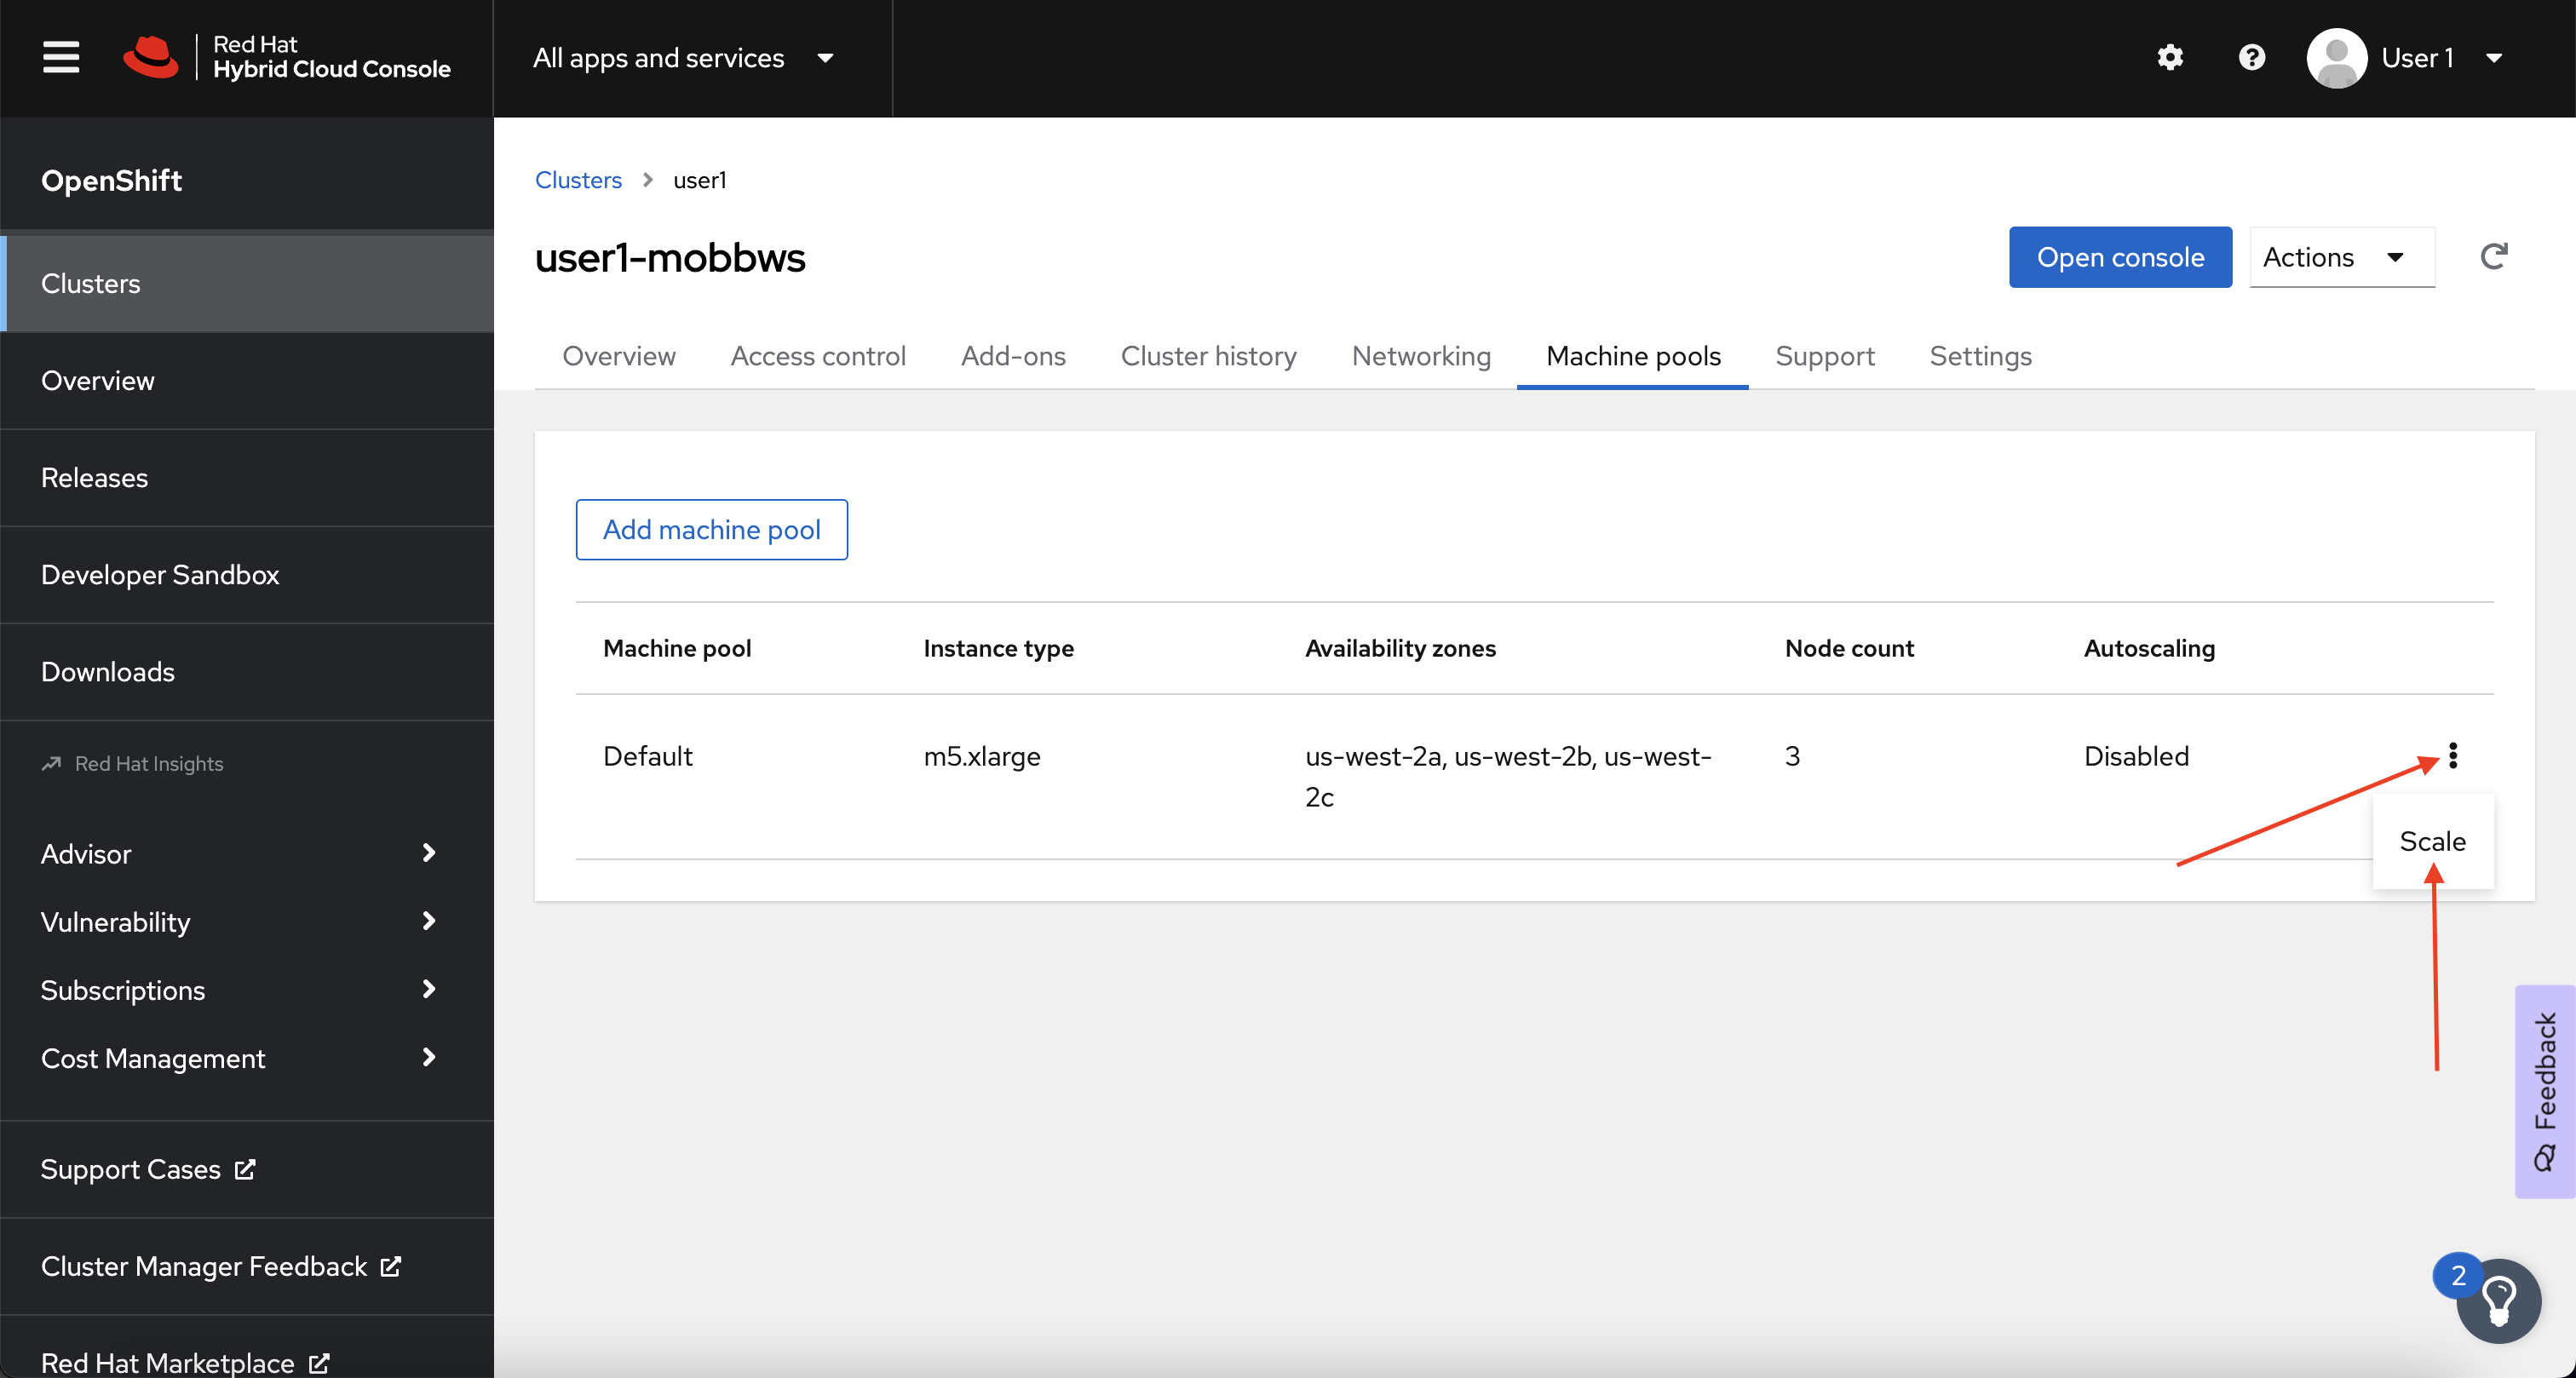 Red Hat
Hybrid Cloud Console
All apps and services
User 1
OpenShift
Clusters
Overview
Releases
Developer Sandbox
Downloads
Red Hat Insights
Advisor
Vulnerability
Subscriptions
Cost Management
Support Cases
Cluster Manager Feedback
Red Hat Marketplace
Clusters > user1
user1-mobbws
Open console
Actions
Overview Access control Add-ons Cluster history Networking Machine pools Support Settings
Add machine pool
Machine pool Instance type Availability zones Node count Autoscaling
Default m5.xlarge us-west-2a, us-west-2b, us-west- 3 Disabled
2c
Scale
Feedback
2